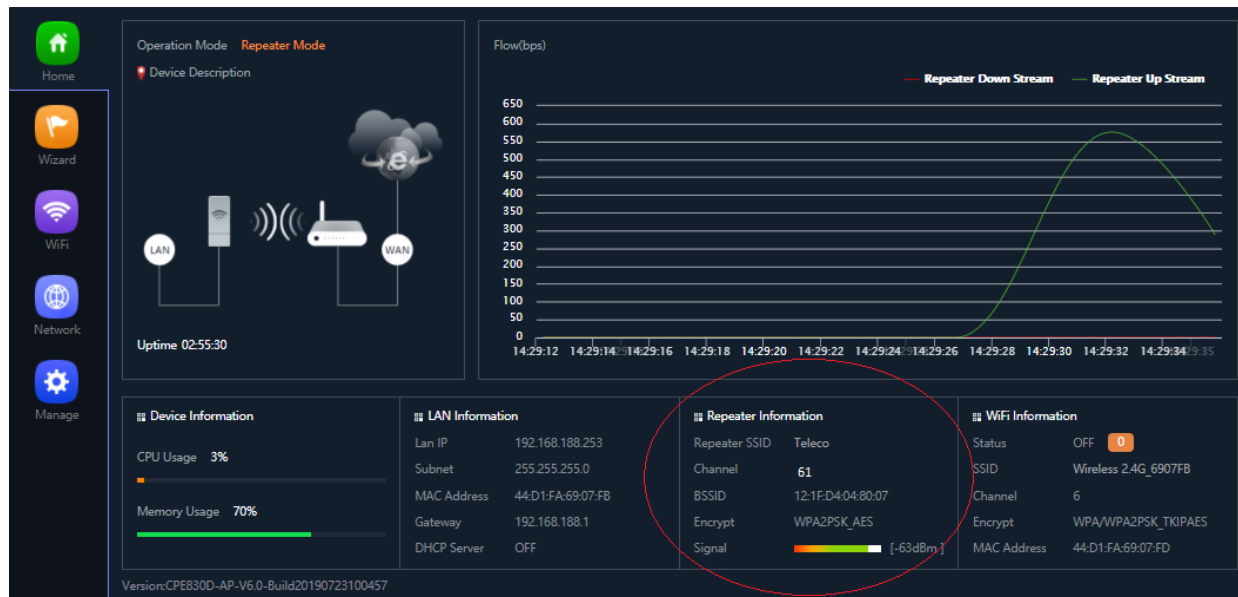 Home
Wizard
WiFi
Network
Manage
Operation Mode Repeater Mode
Device Description
LAN
WAN
Uptime 02:55:30
Flow(bps)
Repeater Down Stream Repeater Up Stream
650
600
550
500
450
400
350
300
250
200
150
100
50
0
14:29:12 14:29:14 14:29:16 14:29:18 14:29:20 14:29:22 14:29:24 14:29:26 14:29:28 14:29:30 14:29:32 14:29:34
Device Information
CPU Usage 3%
Memory Usage 70%
LAN Information
Lan IP 192.168.188.253
Subnet 255.255.255.0
MAC Address 44:D1:FA:69:07:FB
Gateway 192.168.188.1
DHCP Server OFF
Repeater Information
Repeater SSID Teleco
Channel 61
BSSID 12:1F:D4:04:80:07
Encrypt WPA2PSK_AES
Signal [-63dBm ]
WiFi Information
Status OFF 0
SSID Wireless 2.4G_6907FB
Channel 6
Encrypt WPA/WPA2PSK_TKIPAES
MAC Address 44:D1:FA:69:07:FD
Version:CPE830D-AP-V6.0-Build20190723100457